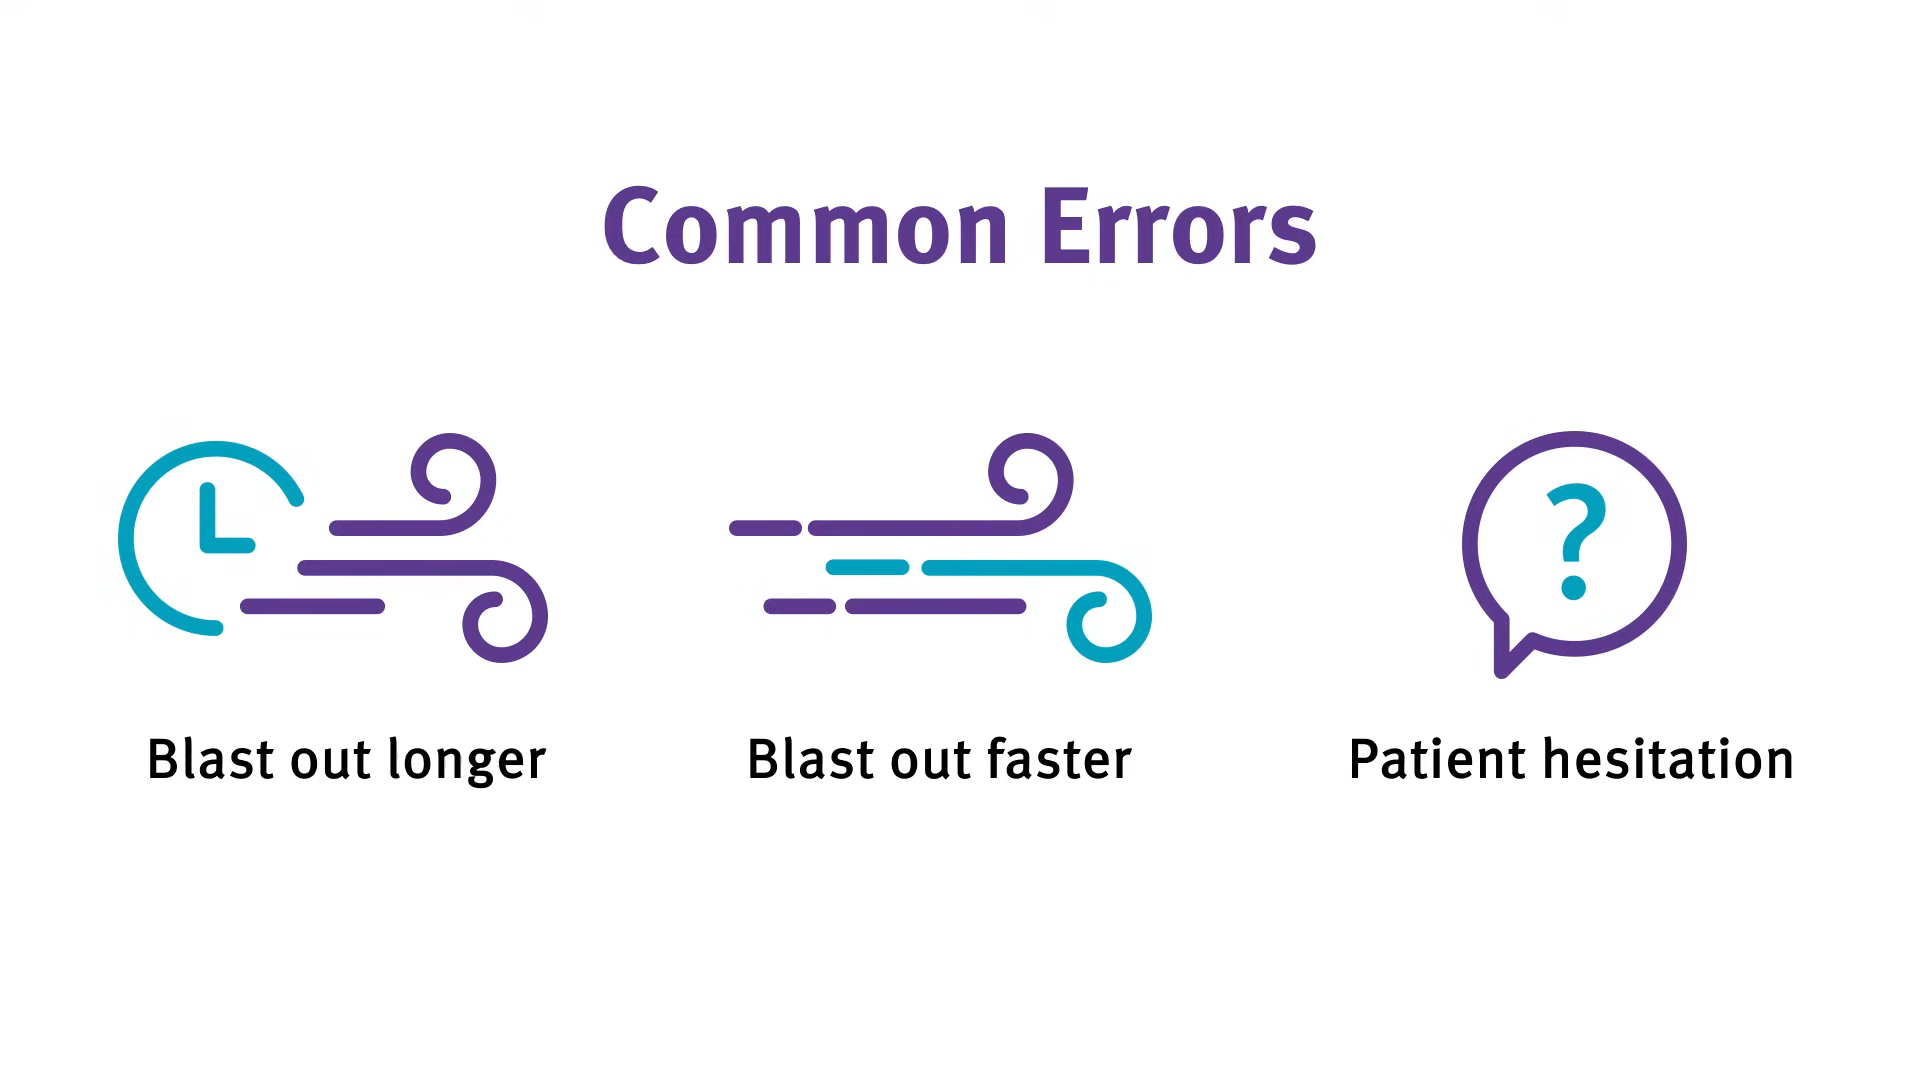 Common Errors
Blast out longer
Blast out faster
?
Patient hesitation